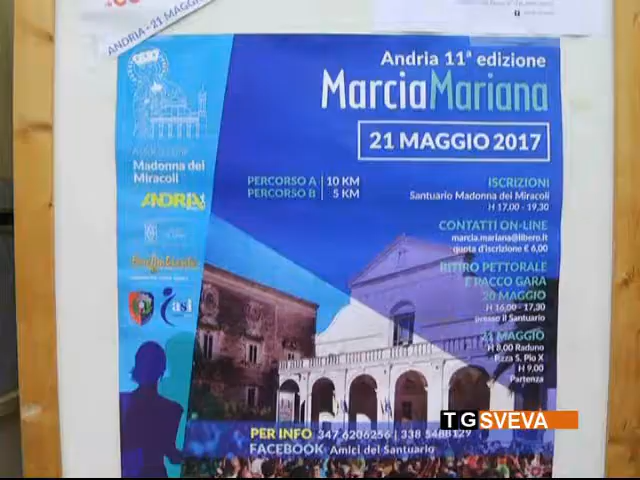 ANDRIA - 21 MAGGIO
Andria 11ª edizione
MarciaMariana
21 MAGGIO 2017
Madonna dei
Miracoli
ANDRIA
asi
PERCORSO A | 10 KM
PERCORSO B | 5 KM
ISCRIZIONI
Santuario Madonna dei Miracoli
H 17.00 - 19,30
CONTATTI ON-LINE
marcia.mariana@libero.it
quota d'iscrizione € 6,00
RITIRO PETTORALE
E PACCO GARA
20 MAGGIO
H 16,00 - 17,30
presso il Santuario
21 MAGGIO
H 8,00 Raduno
P.zza S. Pio X
H 9,00
Partenza
PER INFO 347 6206256 | 338 5488129
FACEBOOK Amici del Santuario
TGSVEVA